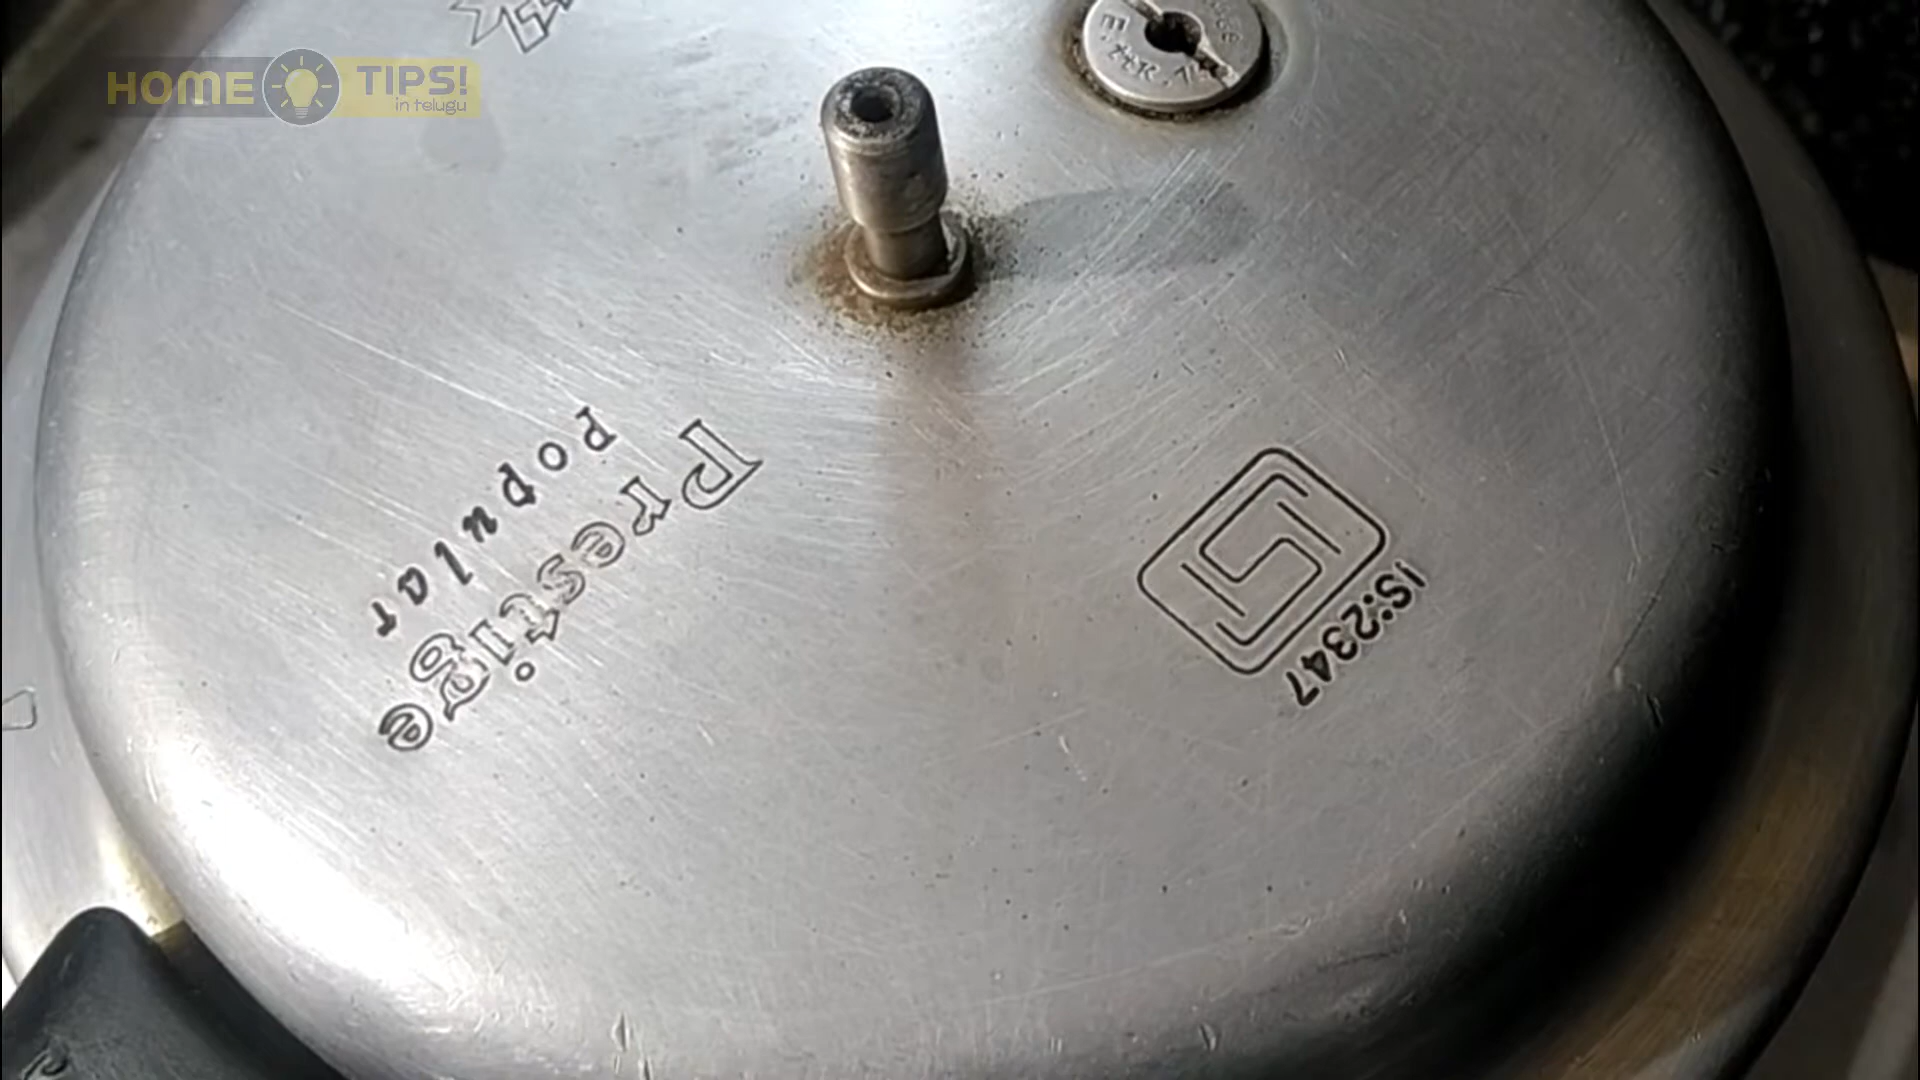 HOME TIPS!
in telugu
Prestige
Popular
IS:2347